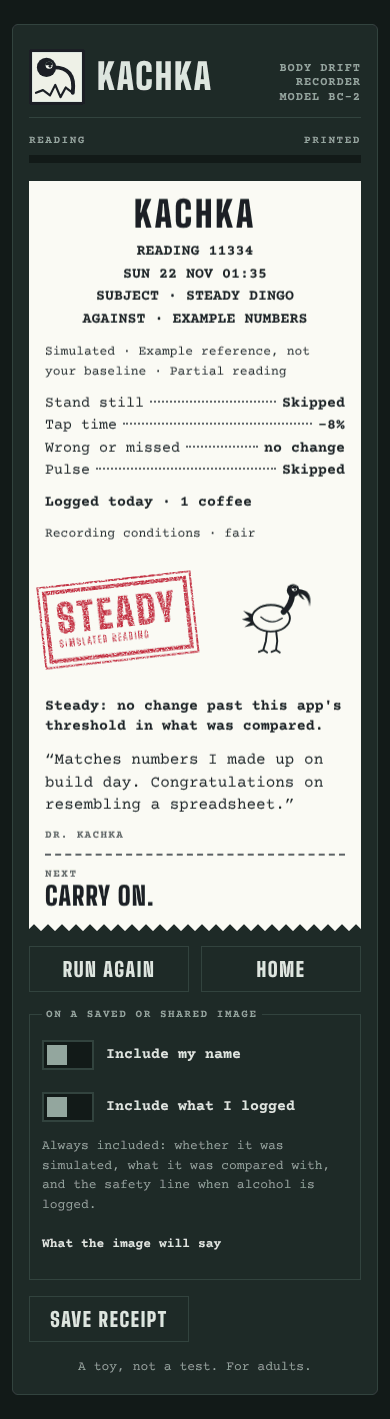 KACHKA
BODY DRIFT
RECORDER
MODEL BC-2
READING PRINTED
KACHKA
READING 11334
SUN 22 NOV 01:35
SUBJECT · STEADY DINGO
AGAINST · EXAMPLE NUMBERS
Simulated · Example reference, not
your baseline · Partial reading
Stand still Skipped
Tap time -8%
Wrong or missed no change
Pulse Skipped
Logged today · 1 coffee
Recording conditions · fair
STEADY
SIMULATED READING
Steady: no change past this app's
threshold in what was compared.
“Matches numbers I made up on
build day. Congratulations on
resembling a spreadsheet.”
DR. KACHKA
NEXT
CARRY ON.
RUN AGAIN HOME
ON A SAVED OR SHARED IMAGE
Include my name
Include what I logged
Always included: whether it was
simulated, what it was compared with,
and the safety line when alcohol is
logged.
What the image will say
SAVE RECEIPT
A toy, not a test. For adults.